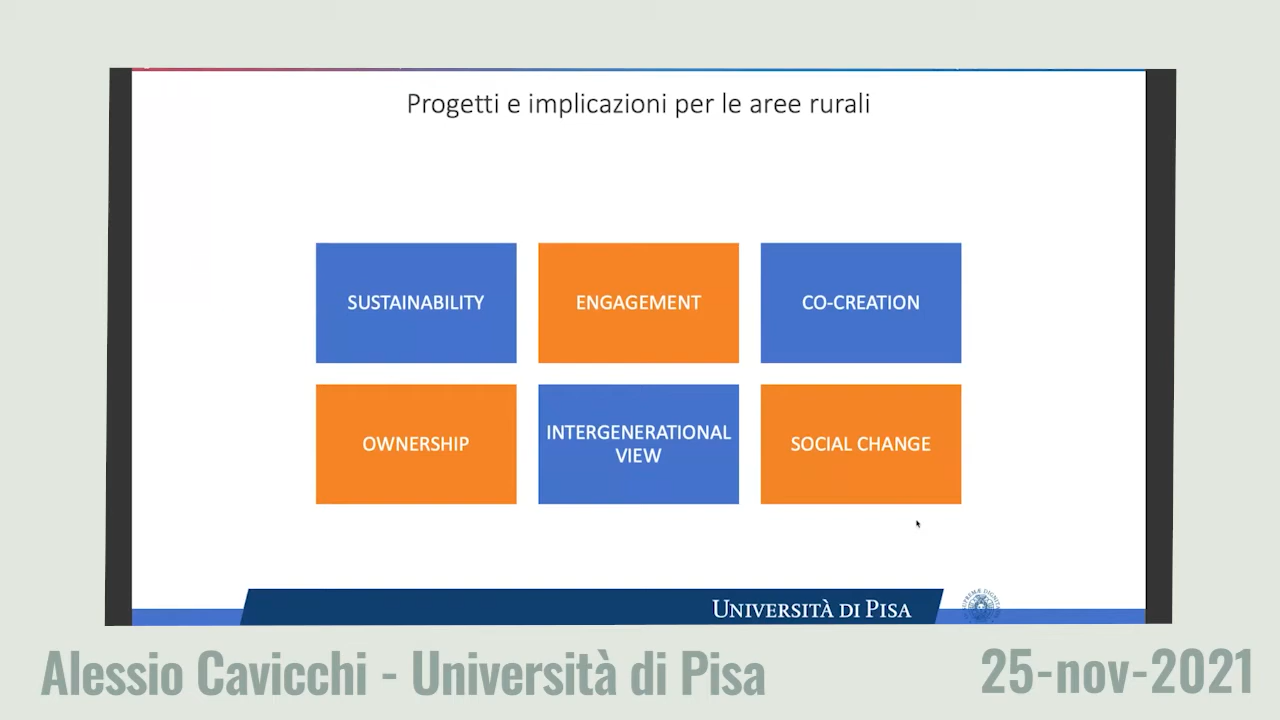 Progetti e implicazioni per le aree rurali
SUSTAINABILITY
ENGAGEMENT
CO-CREATION
OWNERSHIP
INTERGENERATIONAL
VIEW
SOCIAL CHANGE
UNIVERSITÀ DI PISA
Alessio Cavicchi - Università di Pisa
25-nov-2021